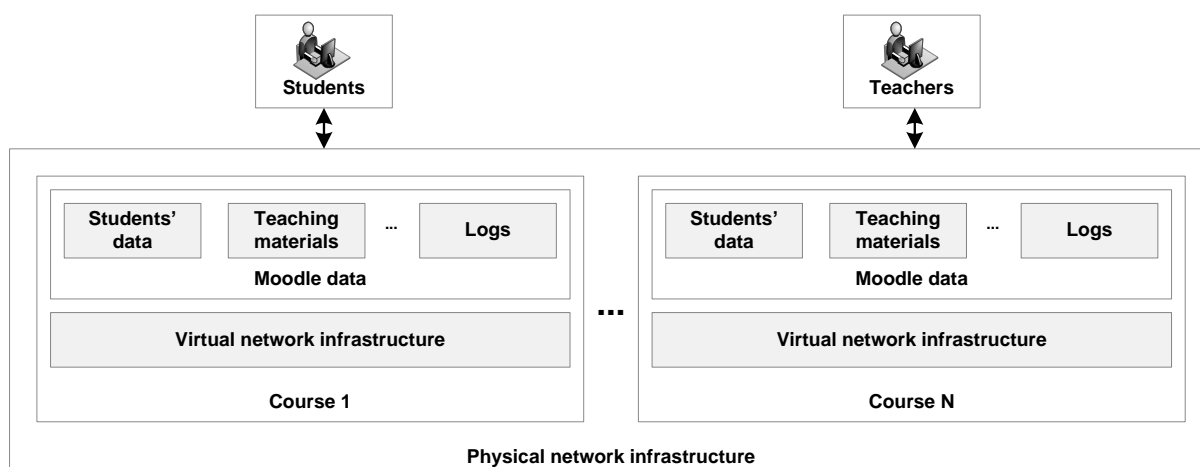 Students
Teachers
Students’
data
Teaching
materials
...
Logs
Moodle data
Virtual network infrastructure
Course 1
...
Students’
data
Teaching
materials
...
Logs
Moodle data
Virtual network infrastructure
Course N
Physical network infrastructure